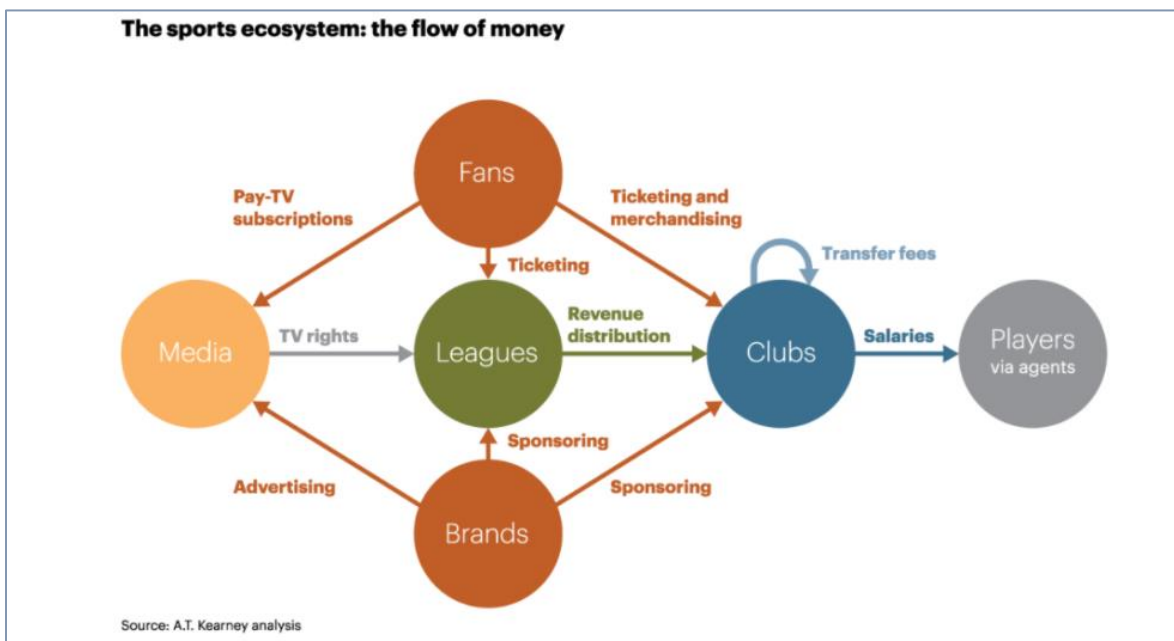 The sports ecosystem: the flow of money
Fans
Pay-TV
subscriptions
Ticketing and
merchandising
Ticketing
Transfer fees
Media
TV rights
Leagues
Revenue
distribution
Clubs
Salaries
Players
via agents
Sponsoring
Advertising
Sponsoring
Brands
Source: A.T. Kearney analysis